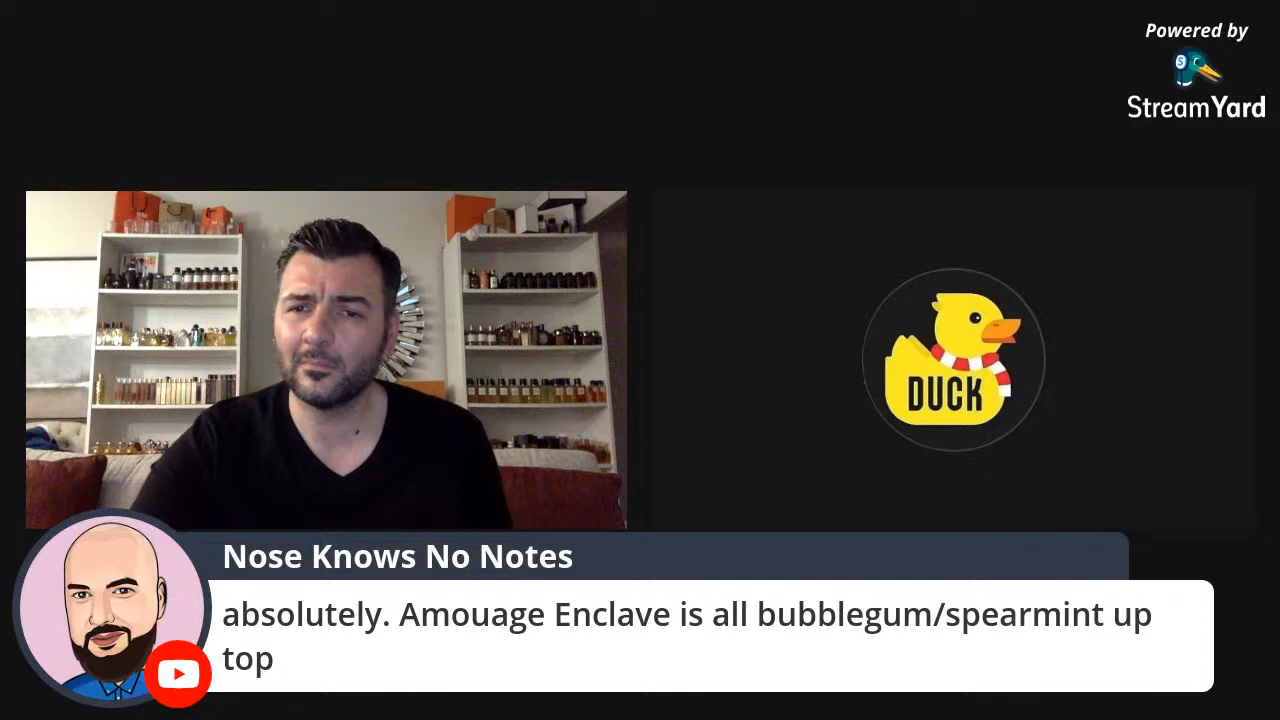 Powered by
StreamYard
DUCK
Nose Knows No Notes
absolutely. Amouage Enclave is all bubblegum/spearmint up
top